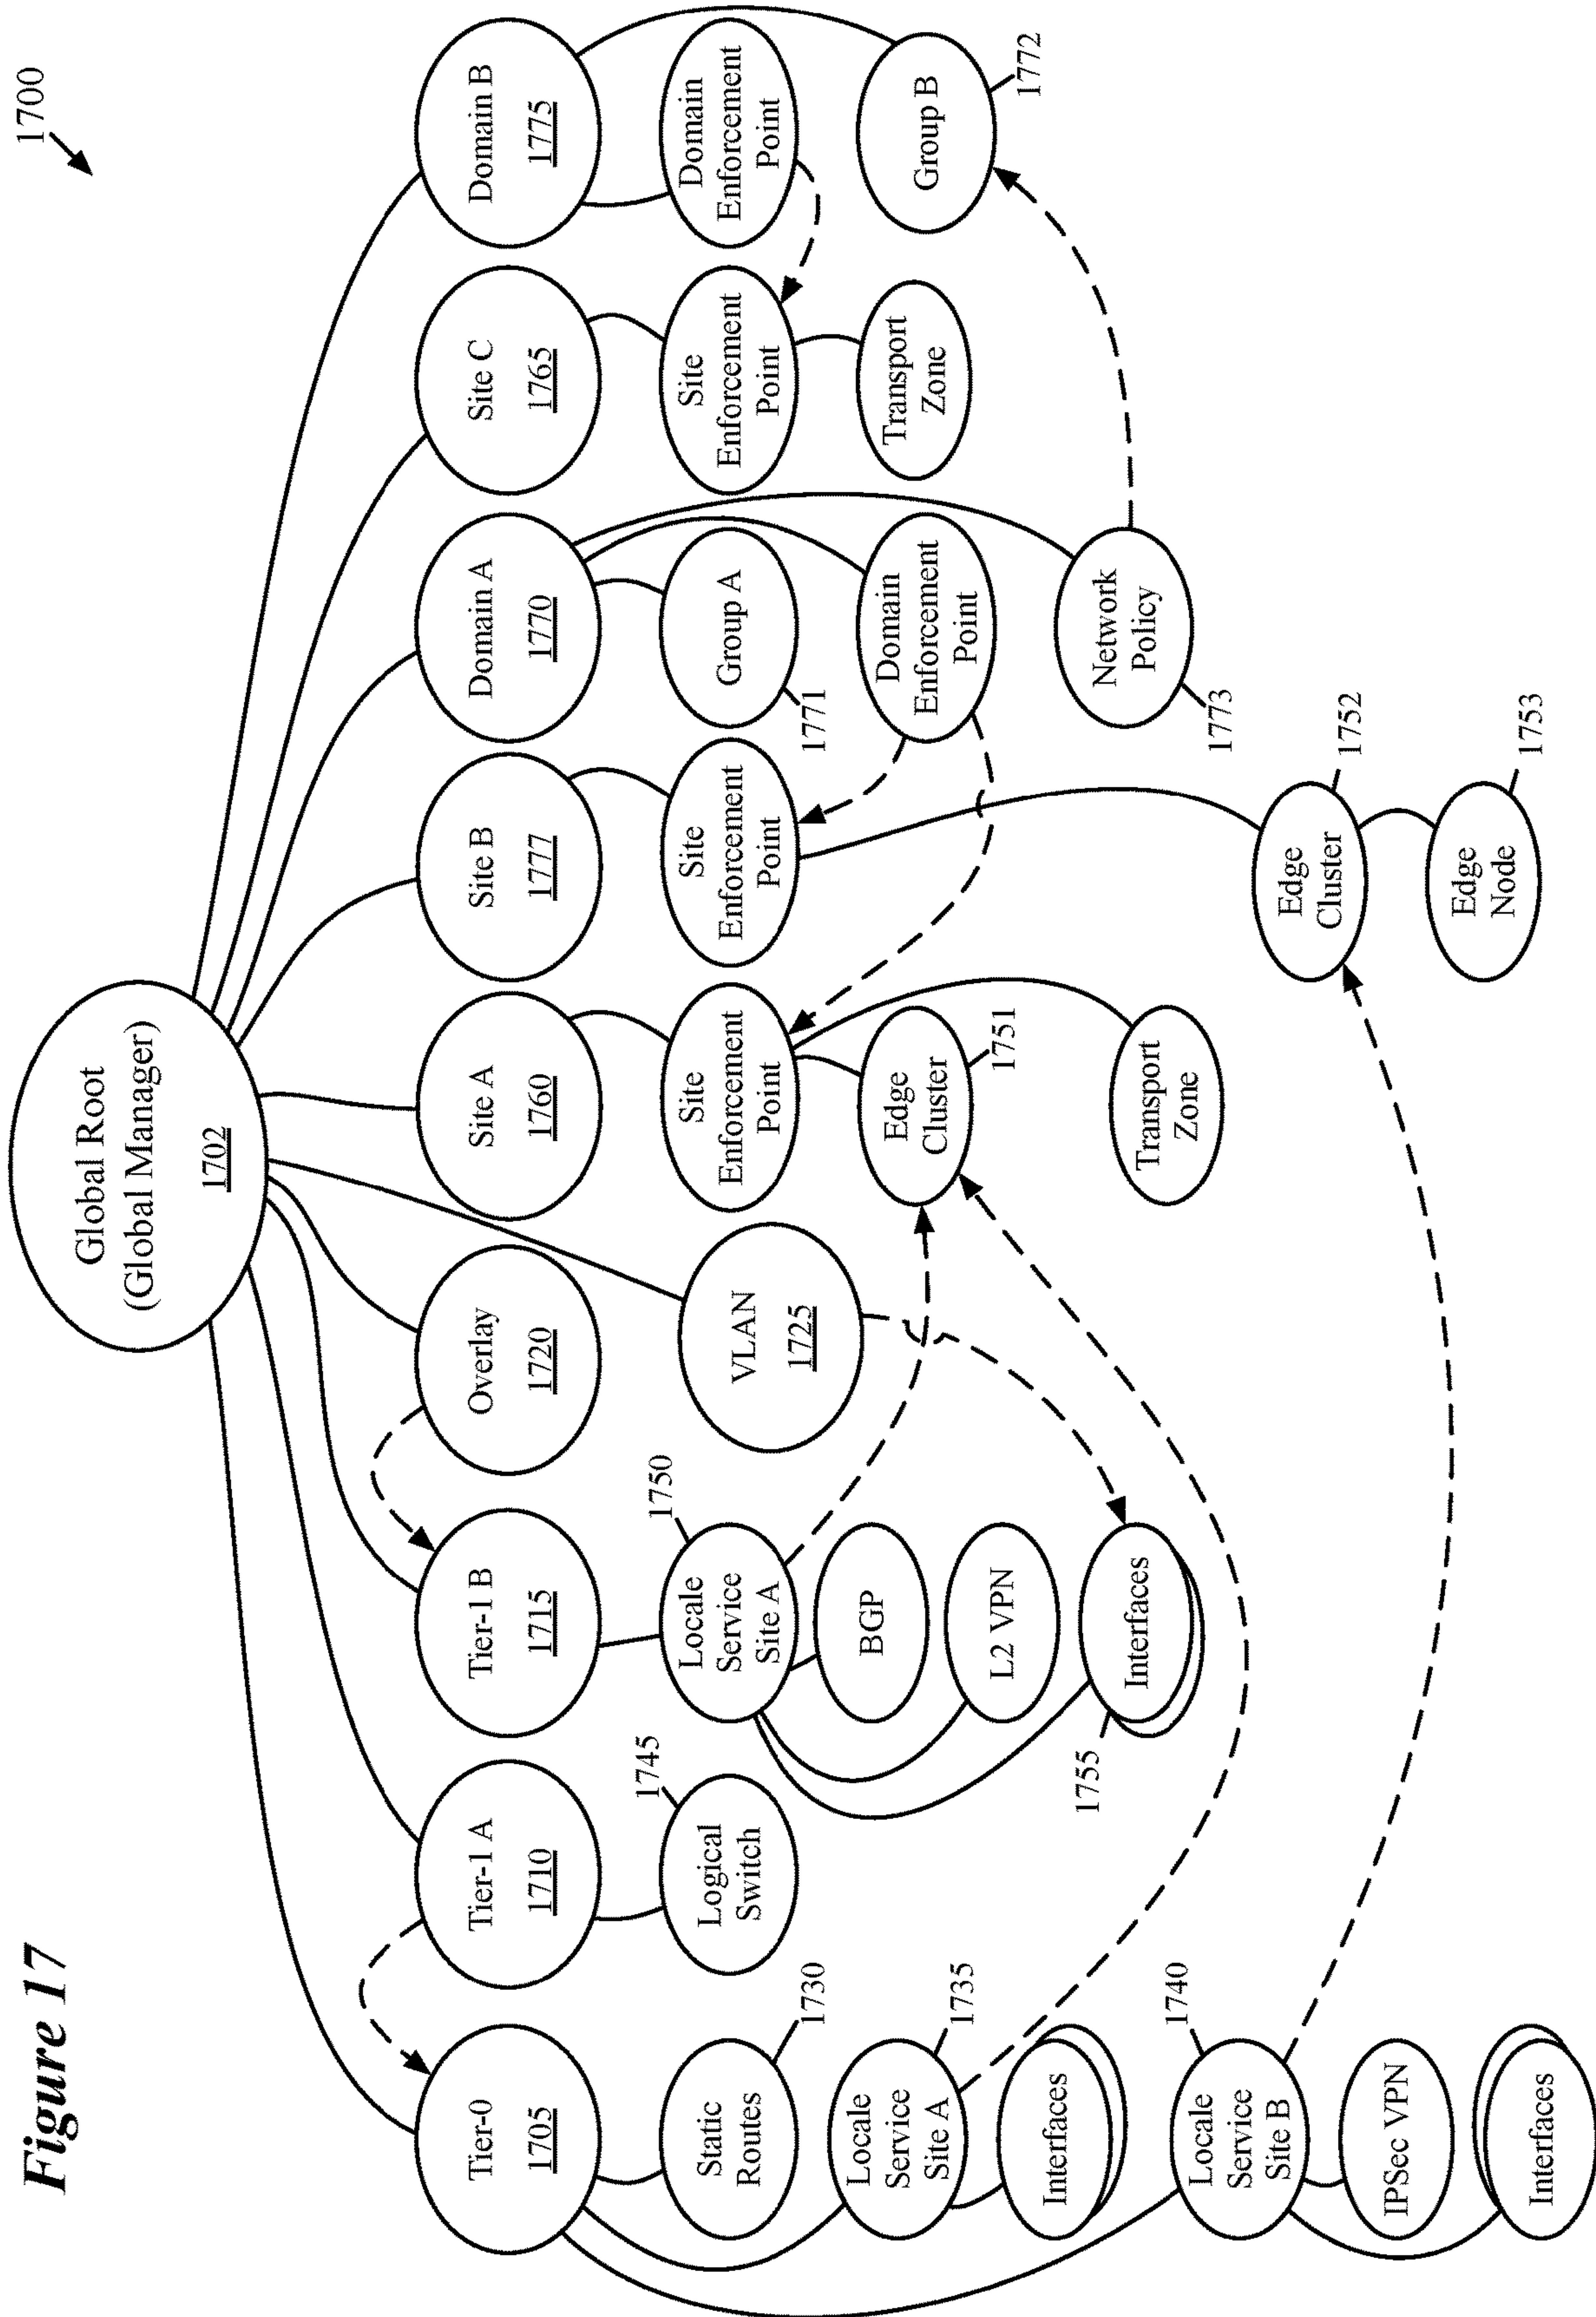 Figure 17
1700
Global Root
(Global Manager)
1702
Tier-0
1705
Tier-1 A
1710
Tier-1 B
1715
Overlay
1720
Site A
1760
Site B
1777
Domain A
1770
Site C
1765
Domain B
1775
Static
Routes
1730
Logical
Switch
1745
Locale
Service
Site A
1750
VLAN
1725
Site
Enforcement
Point
Site
Enforcement
Point
Group A
1771
Site
Enforcement
Point
Domain
Enforcement
Point
Locale
Service
Site A
1735
BGP
Edge
Cluster
1751
Domain
Enforcement
Point
Transport
Zone
Group B
1772
Interfaces
L2 VPN
Interfaces
1755
Transport
Zone
Network
Policy
1773
Locale
Service
Site B
1740
Edge
Cluster
1752
IPSec VPN
Edge
Node
1753
Interfaces